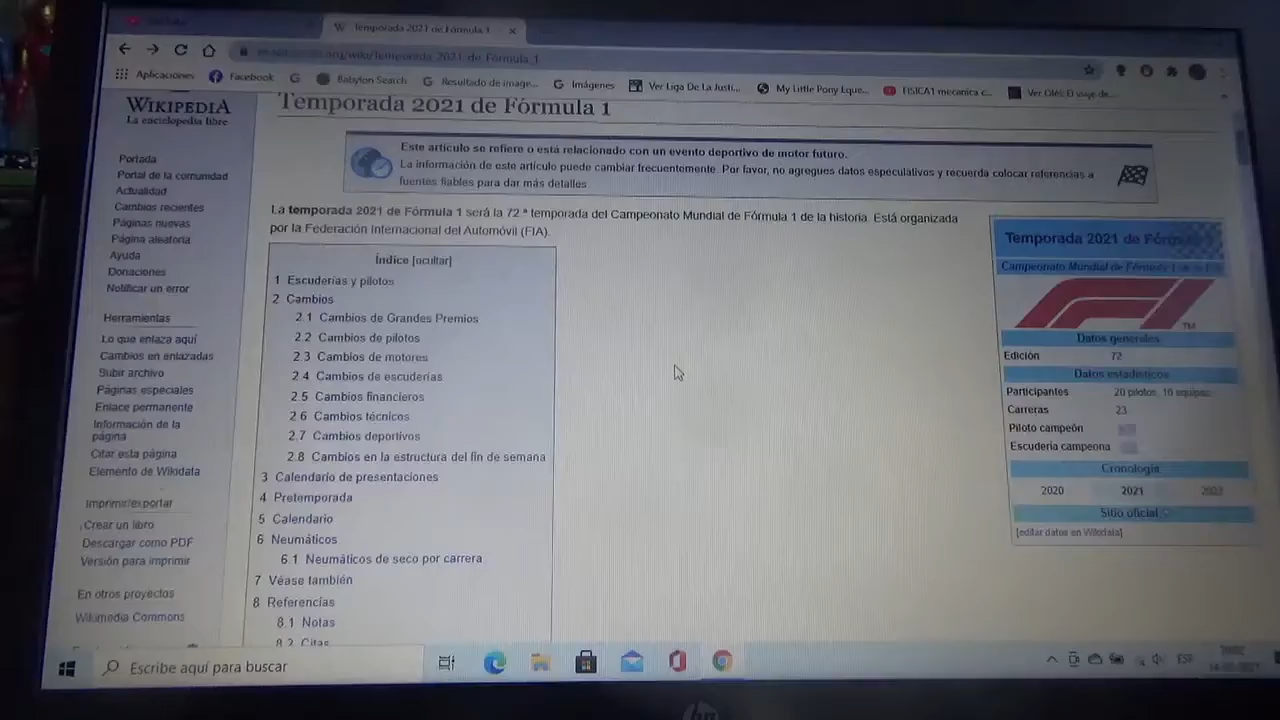 Temporada 2021 de Fórmula 1
Aplicaciones
Facebook
Babylon Search
Resultado de image...
Imágenes
Ver Liga De La Justi...
My Little Pony Eque...
FISICA1 mecanica c...
WIKIPEDIA
La enciclopedia libre
Portada
Portal de la comunidad
Actualidad
Cambios recientes
Páginas nuevas
Página aleatoria
Ayuda
Donaciones
Notificar un error
Herramientas
Lo que enlaza aquí
Cambios en enlazadas
Subir archivo
Páginas especiales
Enlace permanente
Información de la
página
Citar esta página
Elemento de Wikidata
Imprimir/exportar
Crear un libro
Descargar como PDF
Versión para imprimir
En otros proyectos
Wikimedia Commons
Temporada 2021 de Fórmula 1
Este artículo se refiere o está relacionado con un evento deportivo de motor futuro.
La información de este artículo puede cambiar frecuentemente. Por favor, no agregues datos especulativos y recuerda colocar referencias a
fuentes fiables para dar más detalles.
La temporada 2021 de Fórmula 1 será la 72.ª temporada del Campeonato Mundial de Fórmula 1 de la historia. Está organizada
por la Federación Internacional del Automóvil (FIA).
Índice [ocultar]
1 Escuderías y pilotos
2 Cambios
2.1 Cambios de Grandes Premios
2.2 Cambios de pilotos
2.3 Cambios de motores
2.4 Cambios de escuderías
2.5 Cambios financieros
2.6 Cambios técnicos
2.7 Cambios deportivos
2.8 Cambios en la estructura del fin de semana
3 Calendario de presentaciones
4 Pretemporada
5 Calendario
6 Neumáticos
6.1 Neumáticos de seco por carrera
7 Véase también
8 Referencias
8.1 Notas
8.2 Citas
Temporada 2021 de Fórmula 1
Campeonato Mundial de Fórmula 1
TM
Datos generales
Edición 72
Datos estadísticos
Participantes 20 pilotos, 10 equipos
Carreras 23
Piloto campeón
Escudería campeona
Cronología
2020 2021 2022
Sitio oficial
[editar datos en Wikidata]
Escribe aquí para buscar
ESP
hp